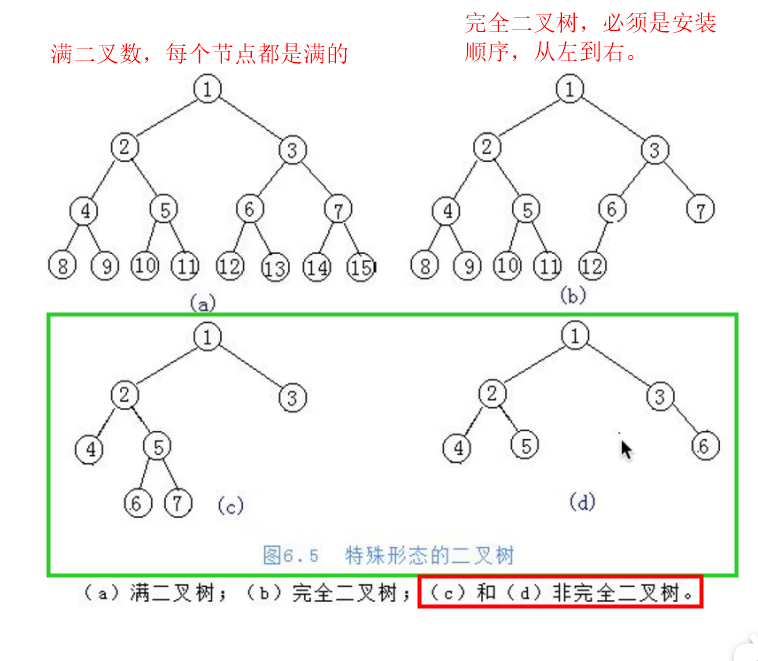 满二叉数，每个节点都是满的
完全二叉树，必须是安装
顺序，从左到右。
1
2 3
4 5 6 7
8 9 10 11 12 13 14 15
(a)
1
2 3
4 5 6 7
8 9 10 11 12
(b)
1
2 3
4 5
6 7
(c)
1
2 3
4 5 6
(d)
图6.5 特殊形态的二叉树
(a)满二叉树；(b)完全二叉树；(c)和(d)非完全二叉树。